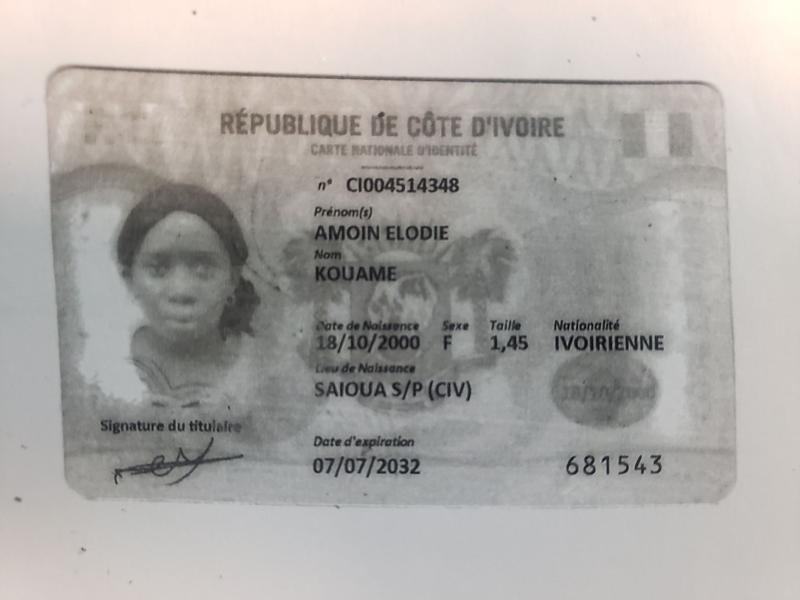 RÉPUBLIQUE DE CÔTE D'IVOIRE
CARTE NATIONALE D'IDENTITÉ
n° CI004514348
Prénom(s)
AMOIN ELODIE
Nom
KOUAME
Date de Naissance Sexe Taille Nationalité
18/10/2000 F 1,45 IVOIRIENNE
Lieu de Naissance
SAIOUA S/P (CIV)
Signature du titulaire
Date d'expiration
07/07/2032
681543